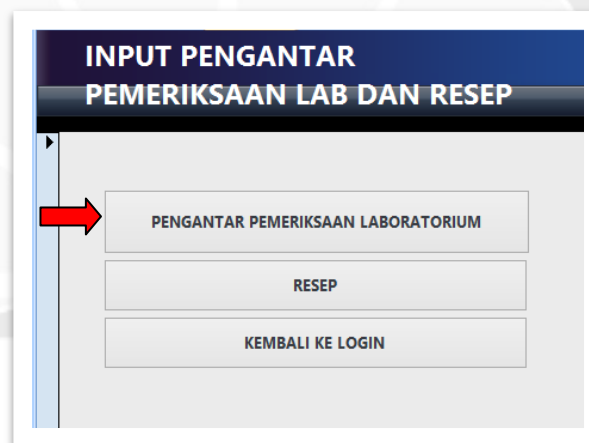 INPUT PENGANTAR
PEMERIKSAAN LAB DAN RESEP
PENGANTAR PEMERIKSAAN LABORATORIUM
RESEP
KEMBALI KE LOGIN